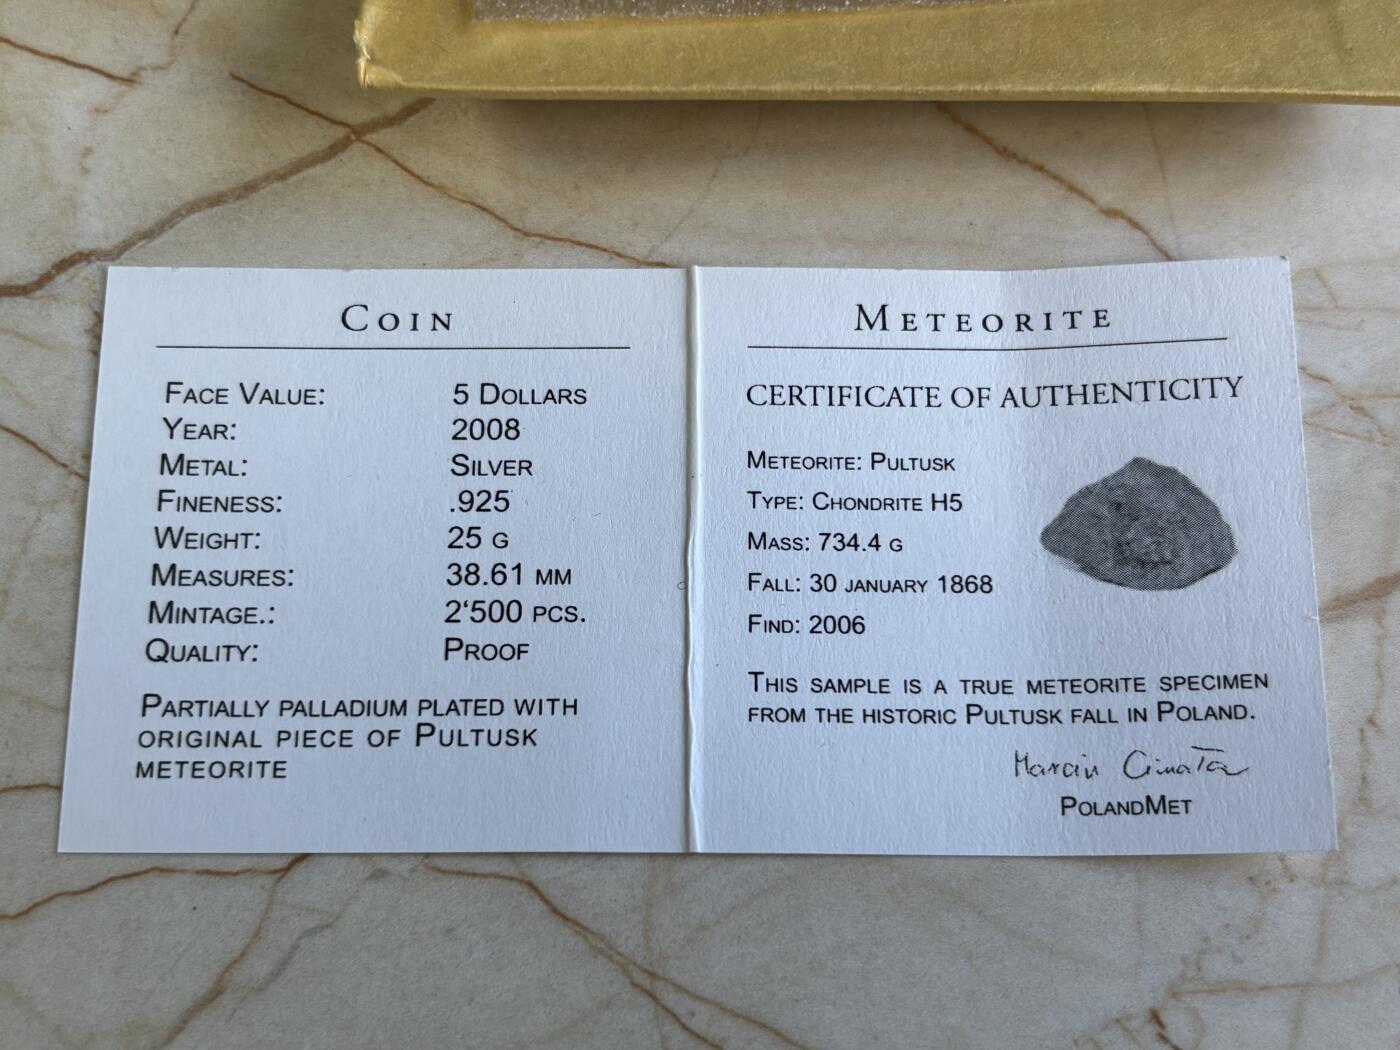 COIN
FACE VALUE: 5 DOLLARS
YEAR: 2008
METAL: SILVER
FINENESS: .925
WEIGHT: 25 G
MEASURES: 38.61 MM
MINTAGE.: 2'500 PCS.
QUALITY: PROOF
PARTIALLY PALLADIUM PLATED WITH
ORIGINAL PIECE OF PULTUSK
METEORITE
METEORITE
CERTIFICATE OF AUTHENTICITY
METEORITE: PULTUSK
TYPE: CHONDRITE H5
MASS: 734.4 G
FALL: 30 JANUARY 1868
FIND: 2006
THIS SAMPLE IS A TRUE METEORITE SPECIMEN
FROM THE HISTORIC PULTUSK FALL IN POLAND.
Marcin Cimała
POLANDMET